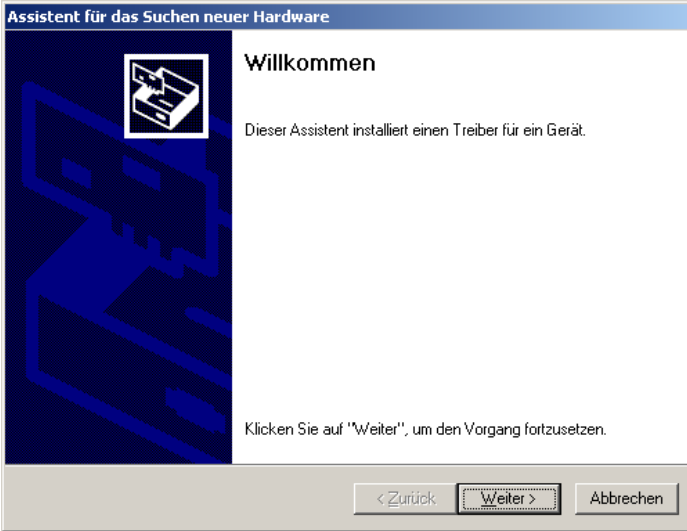 Assistent für das Suchen neuer Hardware
Willkommen
Dieser Assistent installiert einen Treiber für ein Gerät.
Klicken Sie auf "Weiter", um den Vorgang fortzusetzen.
< Zurück Weiter > Abbrechen